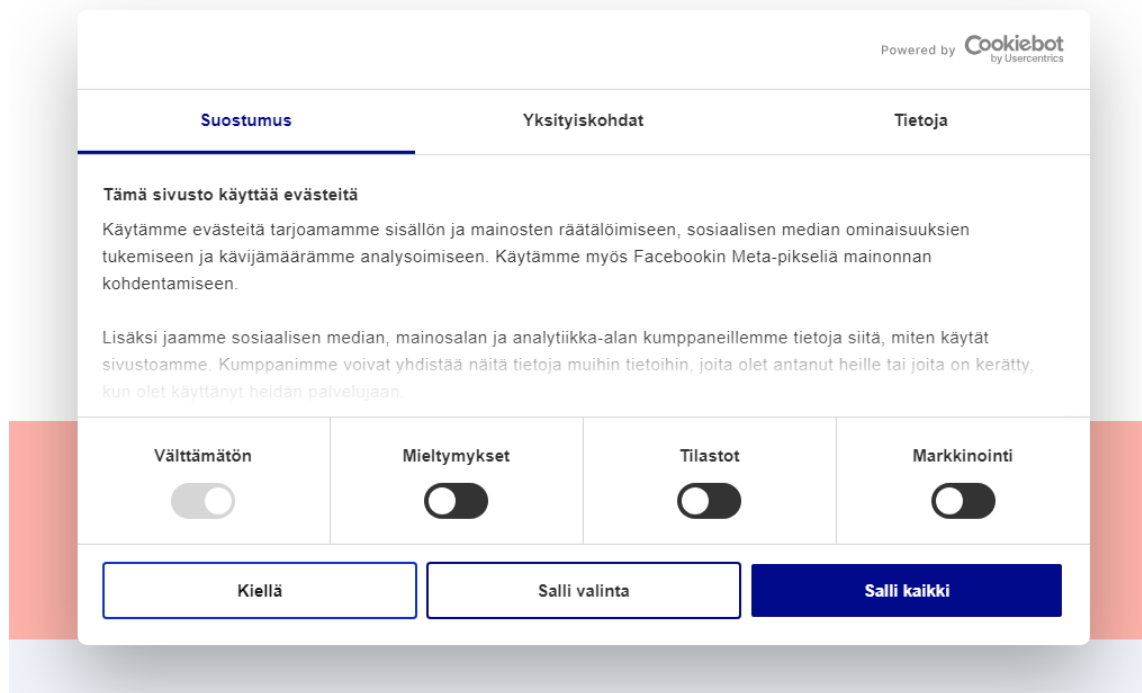 Powered by Cookiebot
by Usercentrics
Suostumus Yksityiskohdat Tietoja
Tämä sivusto käyttää evästeitä
Käytämme evästeitä tarjoamamme sisällön ja mainosten räätälöimiseen, sosiaalisen median ominaisuuksien
tukemiseen ja kävijämäärämme analysoimiseen. Käytämme myös Facebookin Meta-pikseliä mainonnan
kohdentamiseen.
Lisäksi jaamme sosiaalisen median, mainosalan ja analytiikka-alan kumppaneillemme tietoja siitä, miten käytät
sivustoamme. Kumppanimme voivat yhdistää näitä tietoja muihin tietoihin, joita olet antanut heille tai joita on kerätty,
kun olet käyttänyt heidän palvelujaan.
Välttämätön Mieltymykset Tilastot Markkinointi
Kiellä Salli valinta Salli kaikki